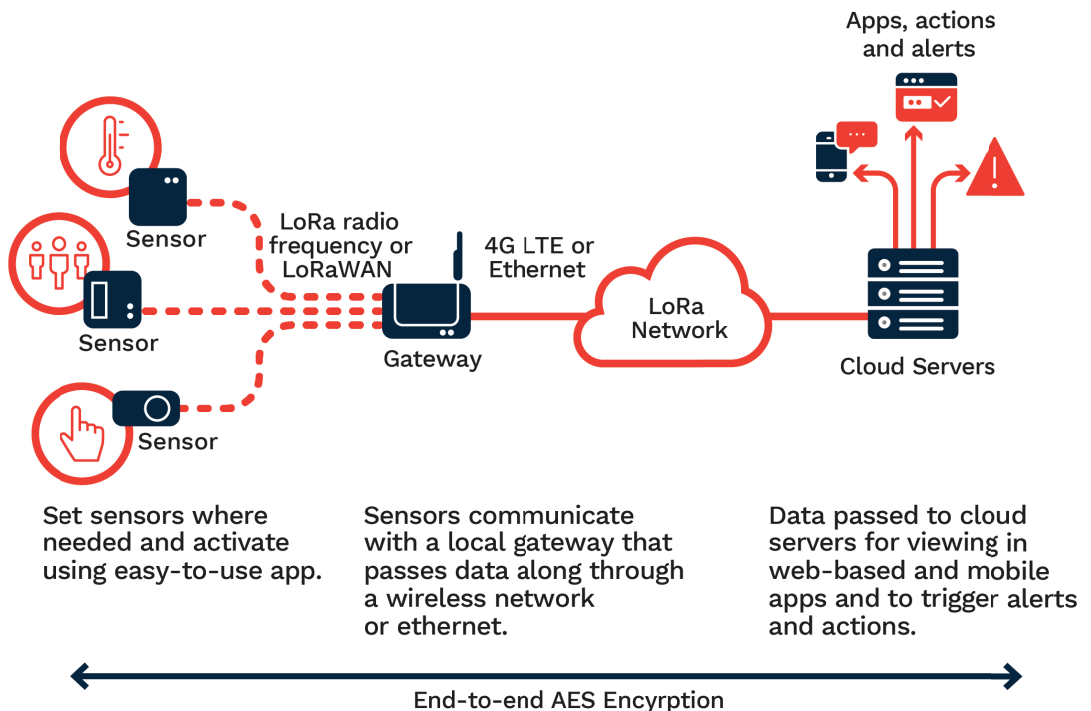 Apps, actions
and alerts
Sensor
LoRa radio
frequency or
LoRaWAN
4G LTE or
Ethernet
Sensor
LoRa
Network
Gateway
Cloud Servers
Sensor
Set sensors where
needed and activate
using easy-to-use app.
Sensors communicate
with a local gateway that
passes data along through
a wireless network
or ethernet.
Data passed to cloud
servers for viewing in
web-based and mobile
apps and to trigger alerts
and actions.
End-to-end AES Encyrption